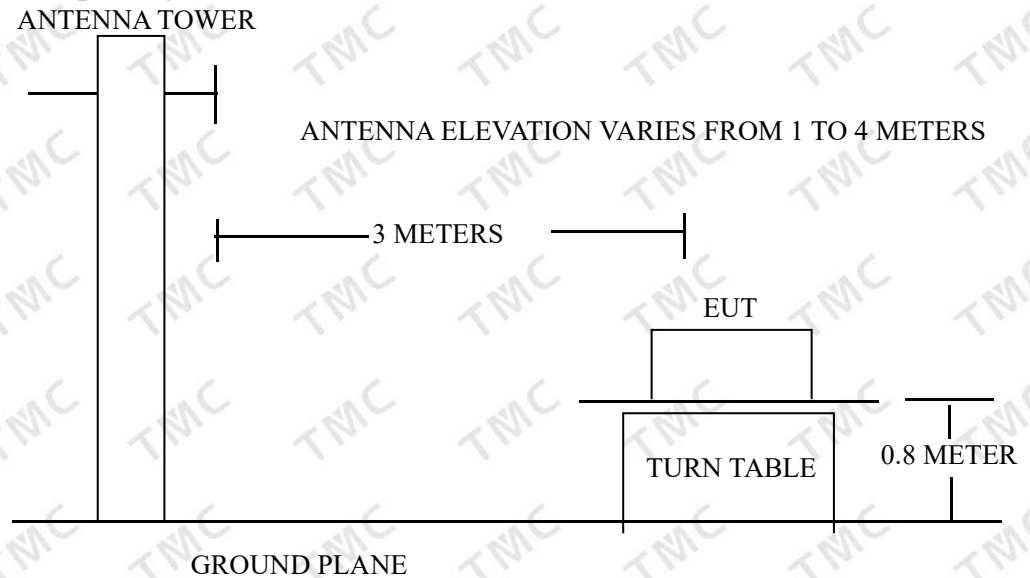 ANTENNA TOWER
ANTENNA ELEVATION VARIES FROM 1 TO 4 METERS
3 METERS
EUT
TURN TABLE
0.8 METER
GROUND PLANE
TMC